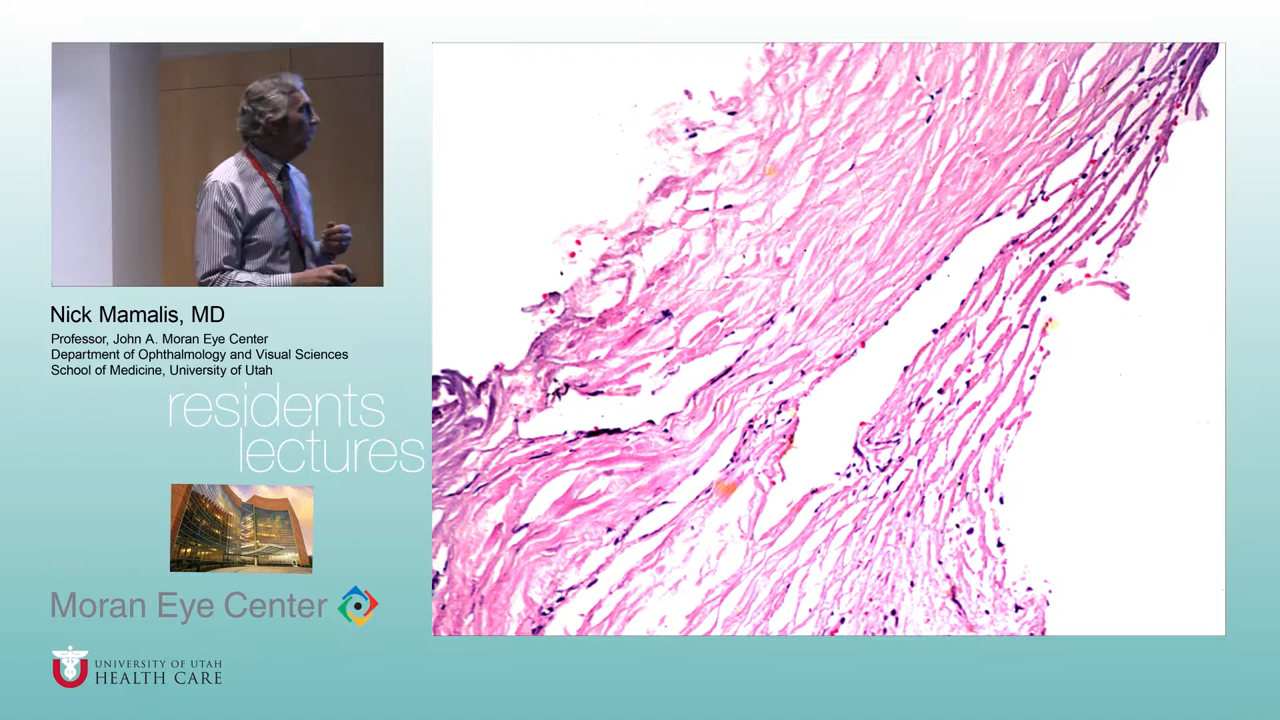 Nick Mamalis, MD
Professor, John A. Moran Eye Center
Department of Ophthalmology and Visual Sciences
School of Medicine, University of Utah
residents
lectures
Moran Eye Center
UNIVERSITY OF UTAH
HEALTH CARE